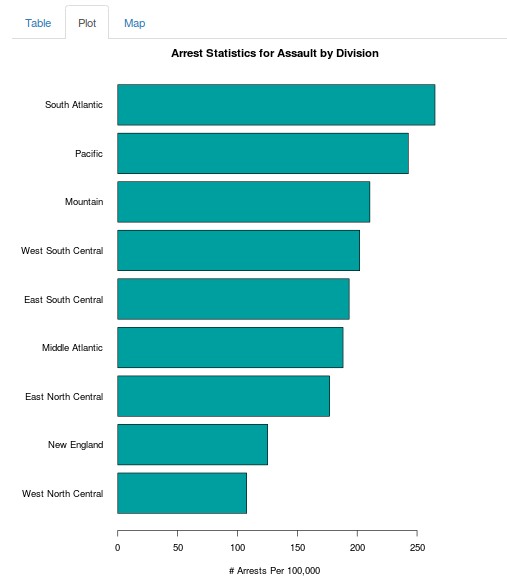 Table Plot Map
Arrest Statistics for Assault by Division
South Atlantic
Pacific
Mountain
West South Central
East South Central
Middle Atlantic
East North Central
New England
West North Central
0 50 100 150 200 250
# Arrests Per 100,000